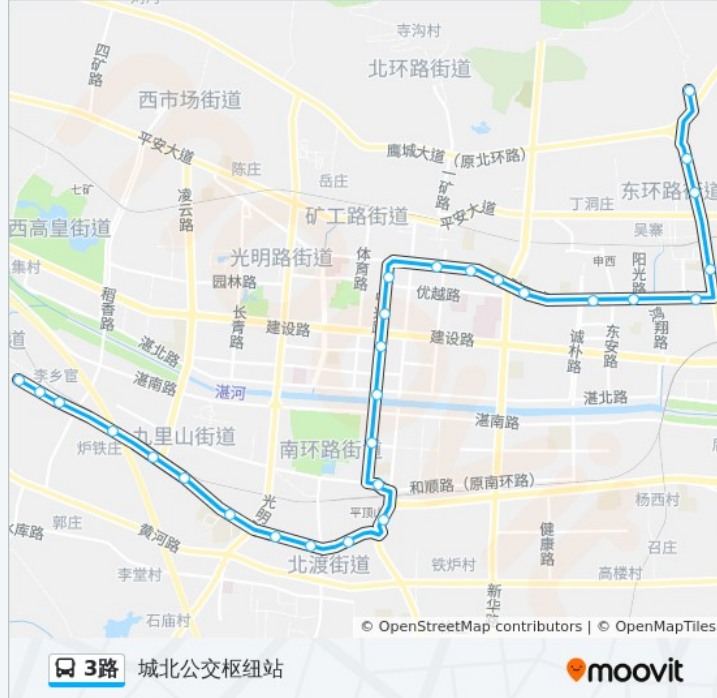 寺沟村
四矿路
北环路街道
西市场街道
平安大道
鹰城大道（原北环路）
陈庄
一矿路
岳庄
七矿
凌云路
东环路街道
丁洞庄
矿工路街道
平安大道
西高皇街道
吴寨
光明路街道
体育路
集村
申西
阳光路
园林路
优越路
稻香路
长青路
建设路
建设路
鸿翔路
诚朴路
东安路
道
湛北路
李乡宦
湛南路
湛河
湛北路
湛南路
九里山街道
炉铁庄
南环路街道
和顺路（原南环路）
杨西村
光明
平顶山
郭庄
水库路
黄河路
健康路
召庄
北渡街道
铁炉村
高楼村
李堂村
新华
石庙村
© OpenStreetMap contributors | © OpenMapTiles
3路 城北公交枢纽站
moovit